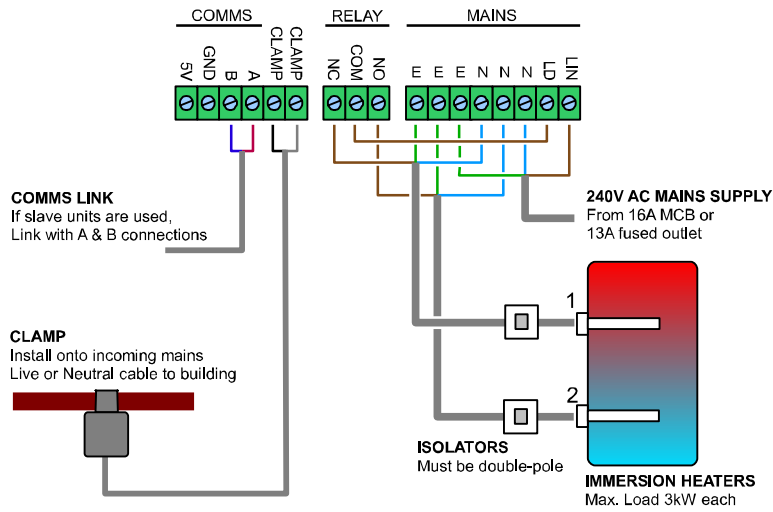 COMMS RELAY MAINS
5V GND B A CLAMP CLAMP NC COM NO E E E N N N LD LIN
COMMS LINK
If slave units are used,
Link with A & B connections
240V AC MAINS SUPPLY
From 16A MCB or
13A fused outlet
1
CLAMP
Install onto incoming mains
Live or Neutral cable to building
2
ISOLATORS
Must be double-pole
IMMERSION HEATERS
Max. Load 3kW each